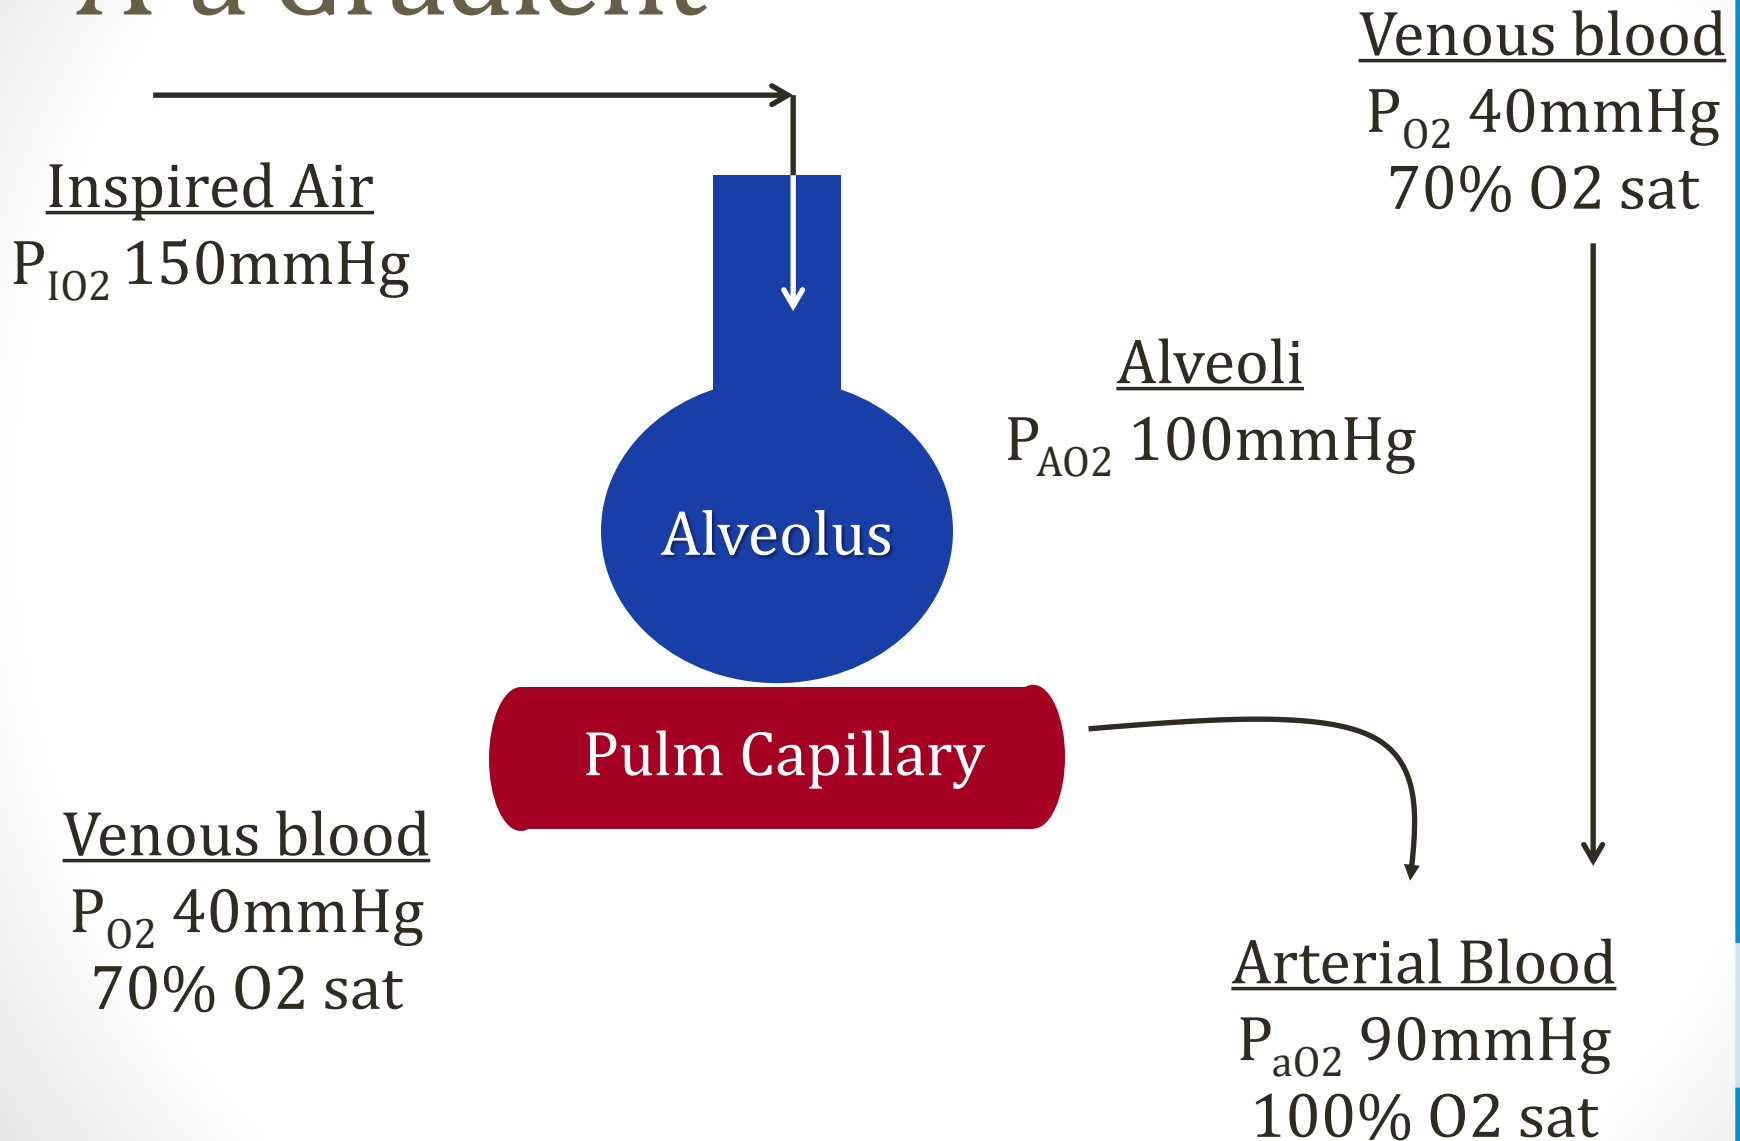 A-a Gradient
Inspired Air
PIO2 150mmHg
Venous blood
PO2 40mmHg
70% O2 sat
Alveoli
PAO2 100mmHg
Alveolus
Pulm Capillary
Venous blood
PO2 40mmHg
70% O2 sat
Arterial Blood
PaO2 90mmHg
100% O2 sat